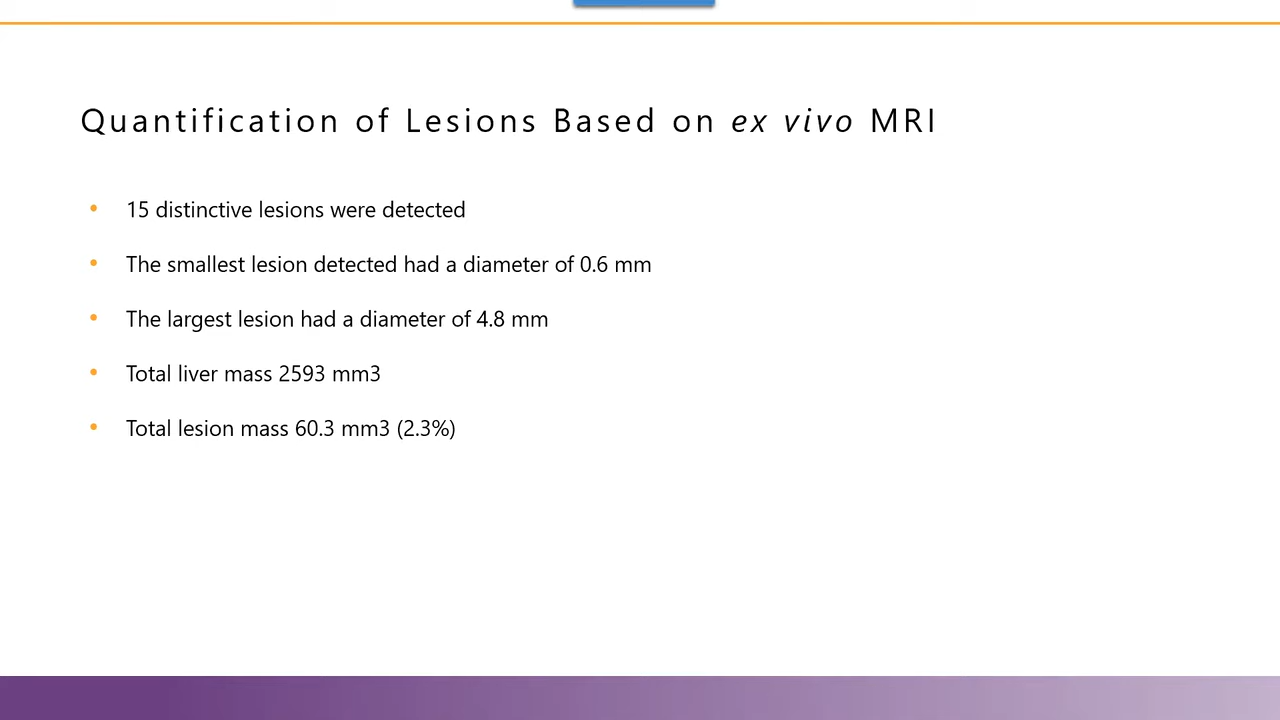 Quantification of Lesions Based on ex vivo MRI
• 15 distinctive lesions were detected
• The smallest lesion detected had a diameter of 0.6 mm
• The largest lesion had a diameter of 4.8 mm
• Total liver mass 2593 mm3
• Total lesion mass 60.3 mm3 (2.3%)